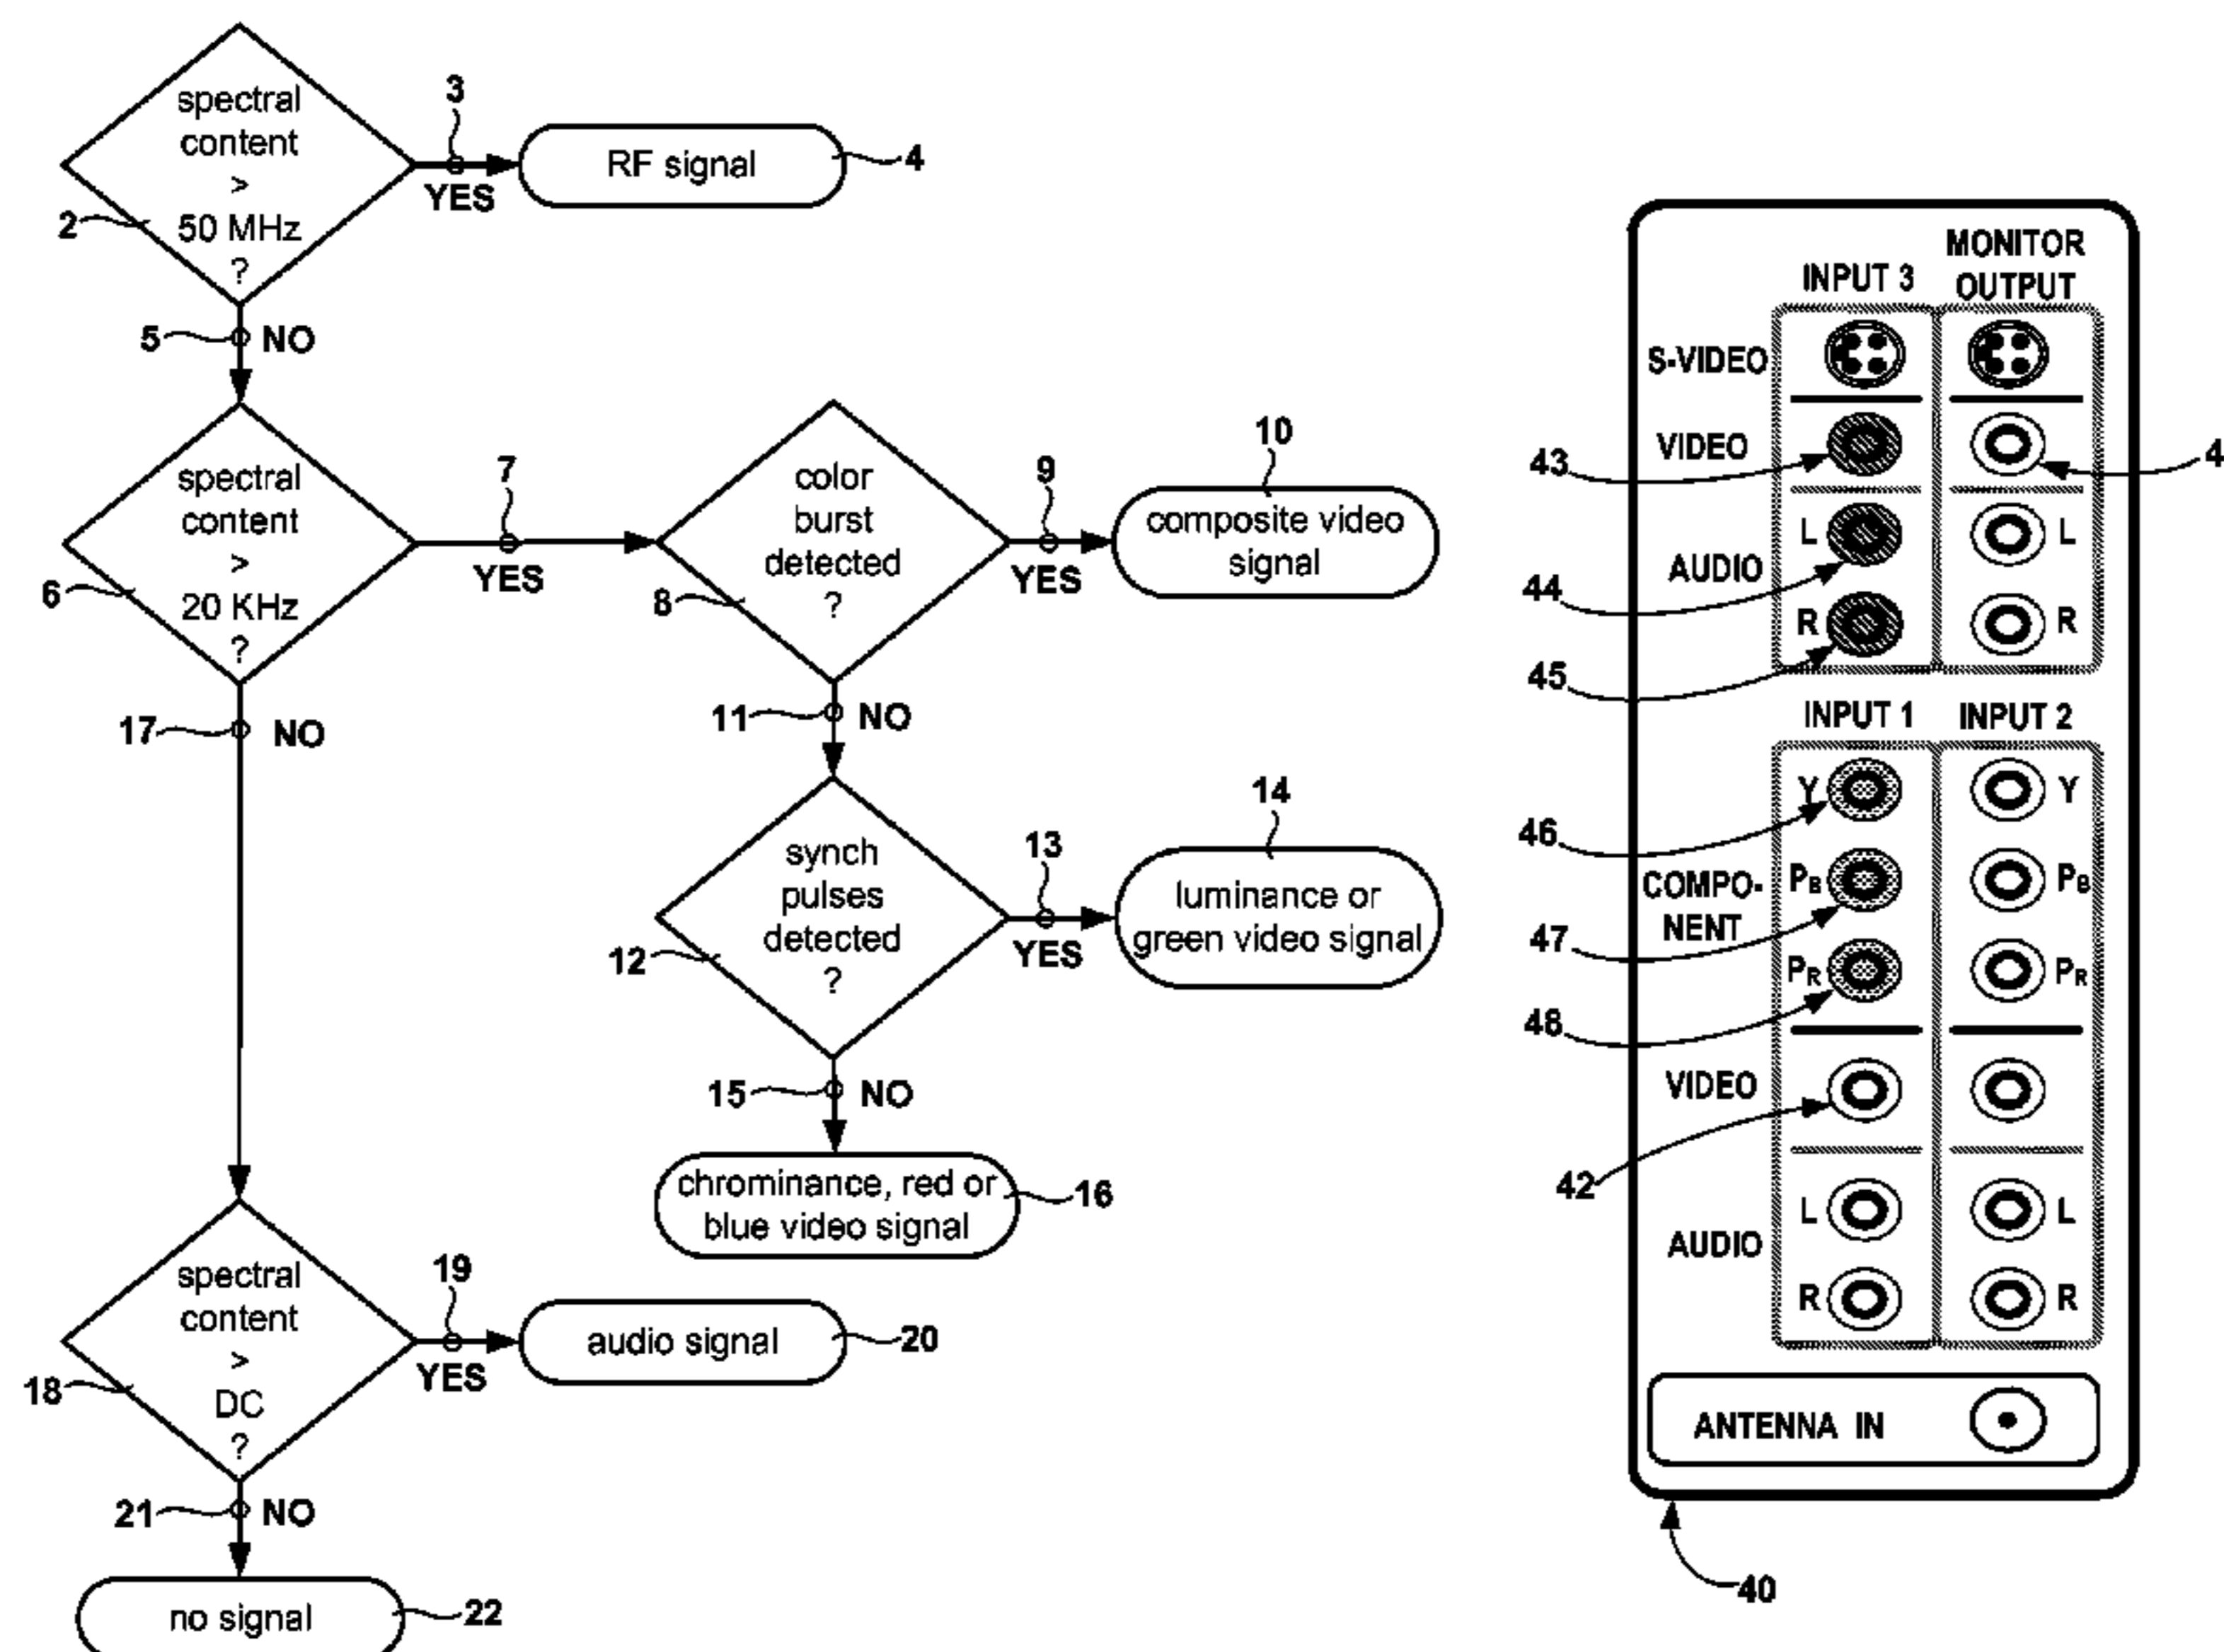 spectral
content
>
50 MHz
?
2
3
YES
RF signal
4
5
NO
spectral
content
>
20 KHz
?
6
7
YES
color
burst
detected
?
8
9
YES
10
composite video
signal
11
NO
synch
pulses
detected
?
12
13
YES
14
luminance or
green video signal
15
NO
chrominance, red or
blue video signal
16
17
NO
spectral
content
>
DC
?
18
19
YES
audio signal
20
21
NO
no signal
22
INPUT 3
MONITOR
OUTPUT
S-VIDEO
VIDEO
43
4
L
L
AUDIO
44
R
R
45
INPUT 1
INPUT 2
Y
Y
46
COMPO-
NENT
PB
PB
47
PR
PR
48
VIDEO
42
L
L
AUDIO
R
R
ANTENNA IN
40